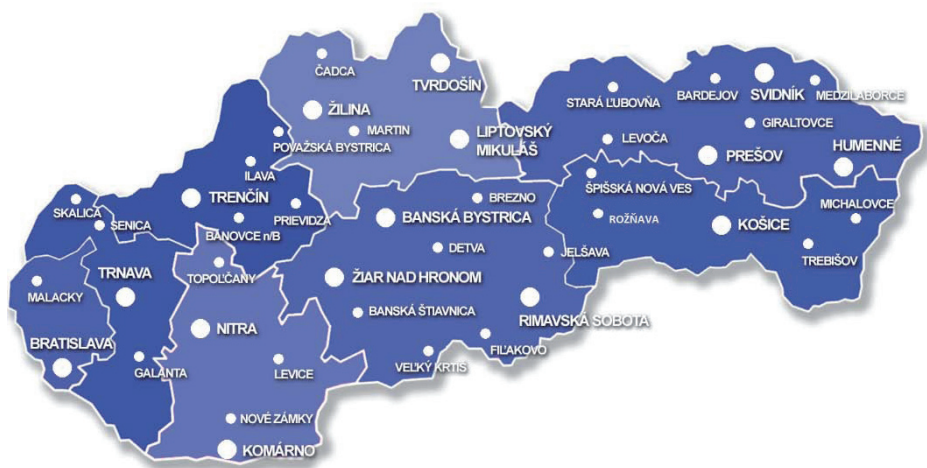 ČADCA
TVRDOŠÍN
ŽILINA
MARTIN
LIPTOVSKÝ
MIKULÁŠ
POVAŽSKÁ BYSTRICA
ILAVA
TRENČÍN
PRIEVIDZA
BÁNOVCE n/B
SKALICA
SENICA
MALACKY
TRNAVA
BRATISLAVA
GALANTA
TOPOĽČANY
NITRA
LEVICE
NOVÉ ZÁMKY
KOMÁRNO
BREZNO
BANSKÁ BYSTRICA
DETVA
JELŠAVA
ŽIAR NAD HRONOM
BANSKÁ ŠTIAVNICA
RIMAVSKÁ SOBOTA
FIĽAKOVO
VEĽKÝ KRTÍŠ
STARÁ ĽUBOVŇA
BARDEJOV
SVIDNÍK
MEDZILABORCE
GIRALTOVCE
LEVOČA
PREŠOV
HUMENNÉ
ŠPIŠSKÁ NOVÁ VES
ROŽŇAVA
KOŠICE
MICHALOVCE
TREBIŠOV